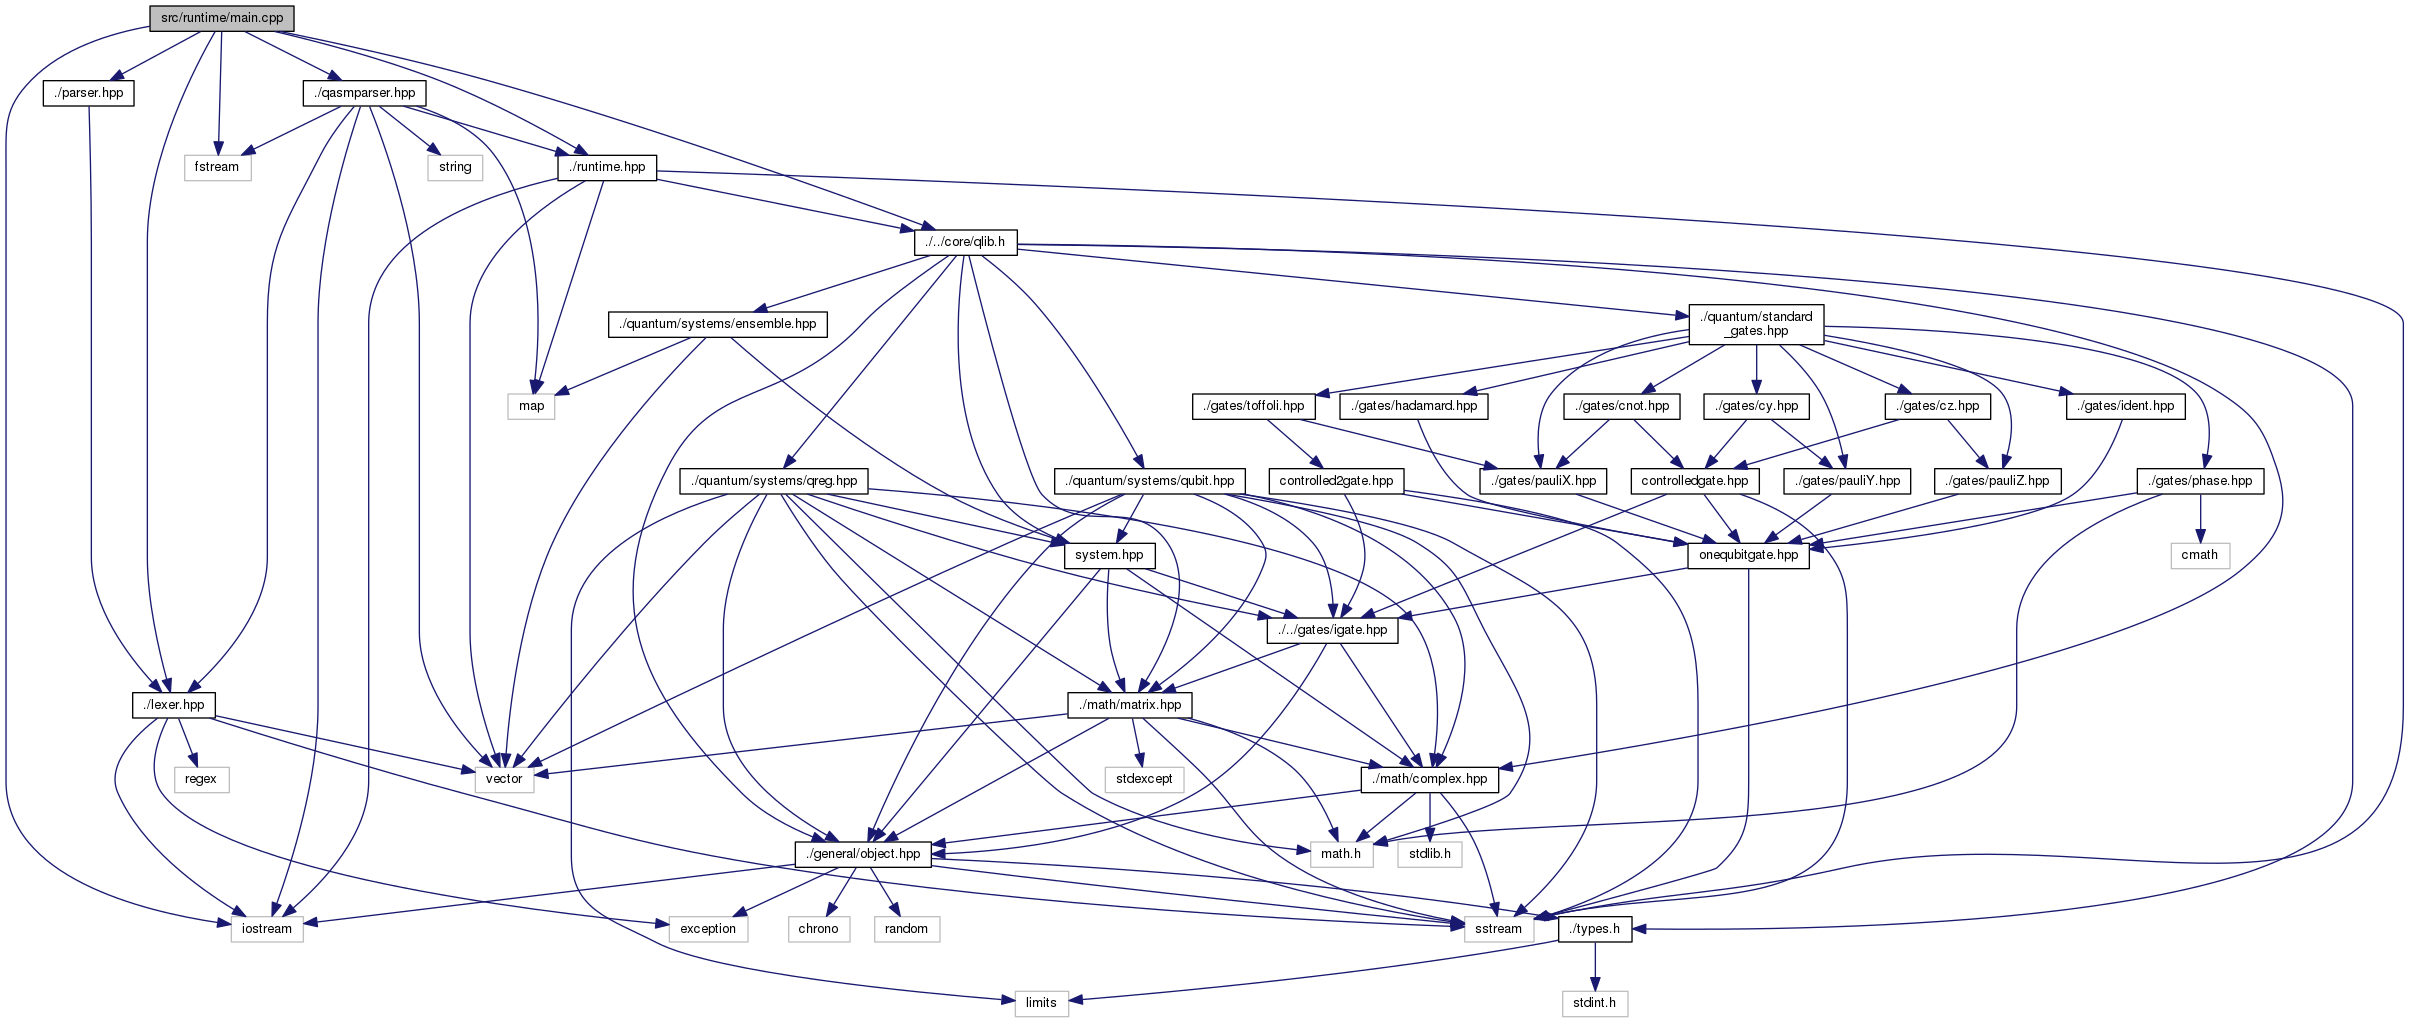 src/runtime/main.cpp
./parser.hpp
./qasmparser.hpp
fstream
string
./runtime.hpp
./../core/qlib.h
./quantum/systems/ensemble.hpp
./quantum/standard
_gates.hpp
map
./gates/toffoli.hpp
./gates/hadamard.hpp
./gates/cnot.hpp
./gates/cy.hpp
./gates/cz.hpp
./gates/ident.hpp
./quantum/systems/qreg.hpp
./quantum/systems/qubit.hpp
controlled2gate.hpp
./gates/pauliX.hpp
controlledgate.hpp
./gates/pauliY.hpp
./gates/pauliZ.hpp
./gates/phase.hpp
system.hpp
onequbitgate.hpp
cmath
./../gates/igate.hpp
./lexer.hpp
./math/matrix.hpp
regex
vector
stdexcept
./math/complex.hpp
./general/object.hpp
math.h
stdlib.h
iostream
exception
chrono
random
sstream
./types.h
limits
stdint.h